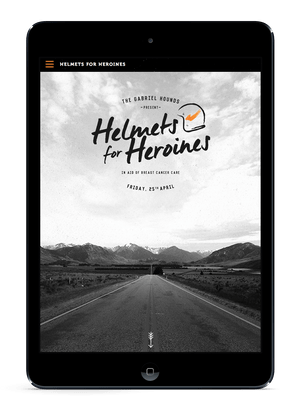 HELMETS FOR HEROINES
THE GABRIEL HOUNDS
-PRESENT-
Helmets
for Heroines
IN AID OF BREAST CANCER CARE
FRIDAY, 25TH APRIL